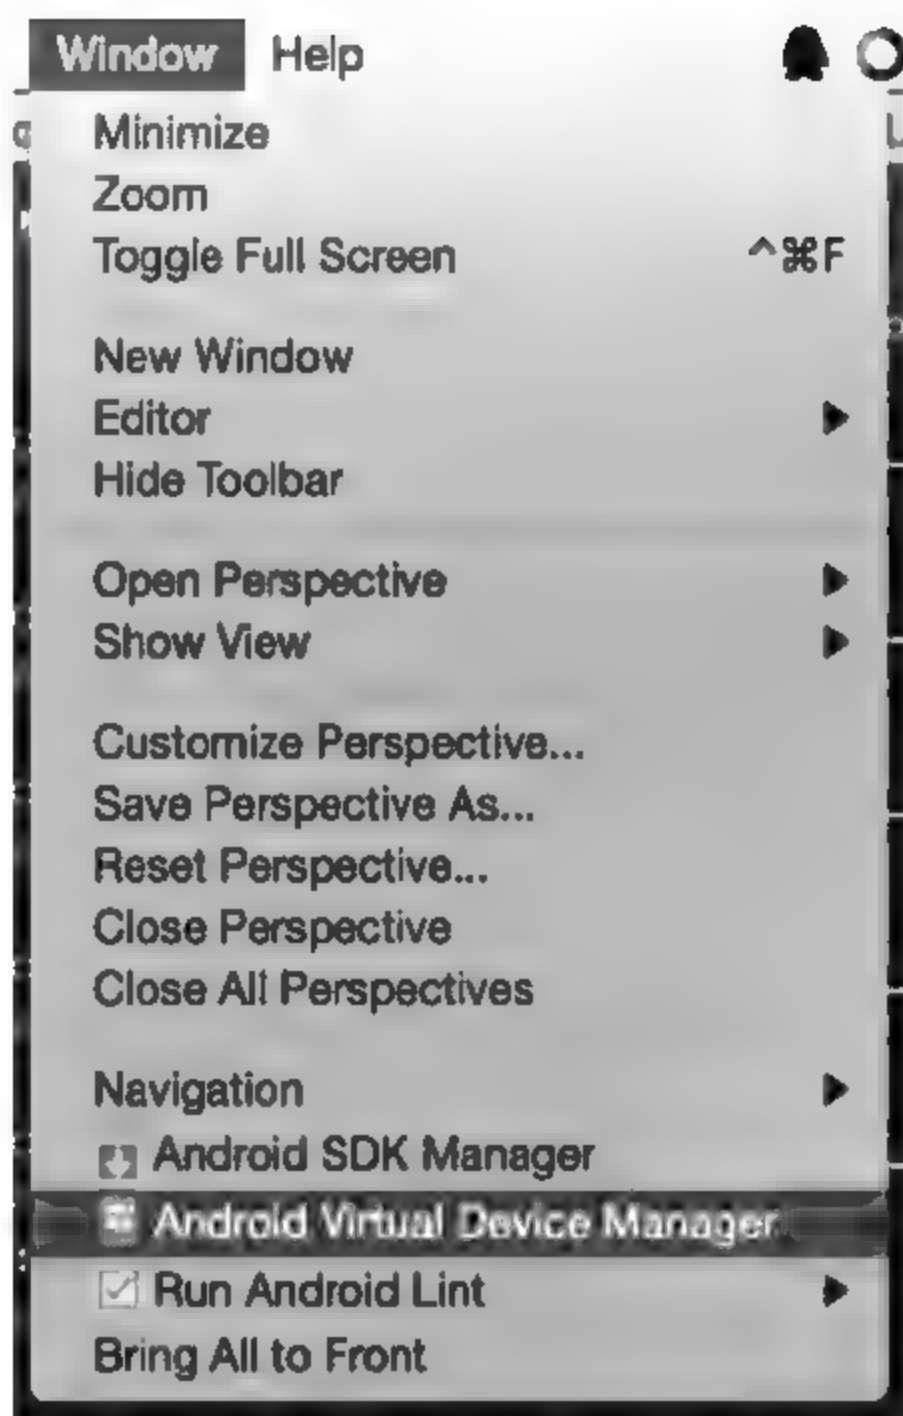 Window Help
Minimize
Zoom
Toggle Full Screen ^⌘F
New Window
Editor
Hide Toolbar
Open Perspective
Show View
Customize Perspective...
Save Perspective As...
Reset Perspective...
Close Perspective
Close All Perspectives
Navigation
Android SDK Manager
Android Virtual Device Manager
Run Android Lint
Bring All to Front